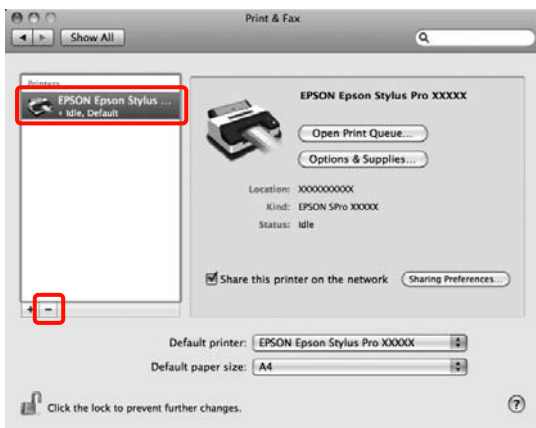 Print & Fax
Show All
Printers
EPSON Epson Stylus ...
• Idle, Default
EPSON Epson Stylus Pro XXXXX
Open Print Queue...
Options & Supplies...
Location: XXXXXXXXXX
Kind: EPSON SPro XXXXX
Status: Idle
Share this printer on the network
Sharing Preferences...
+ -
Default printer: EPSON Epson Stylus Pro XXXXX
Default paper size: A4
Click the lock to prevent further changes.
?